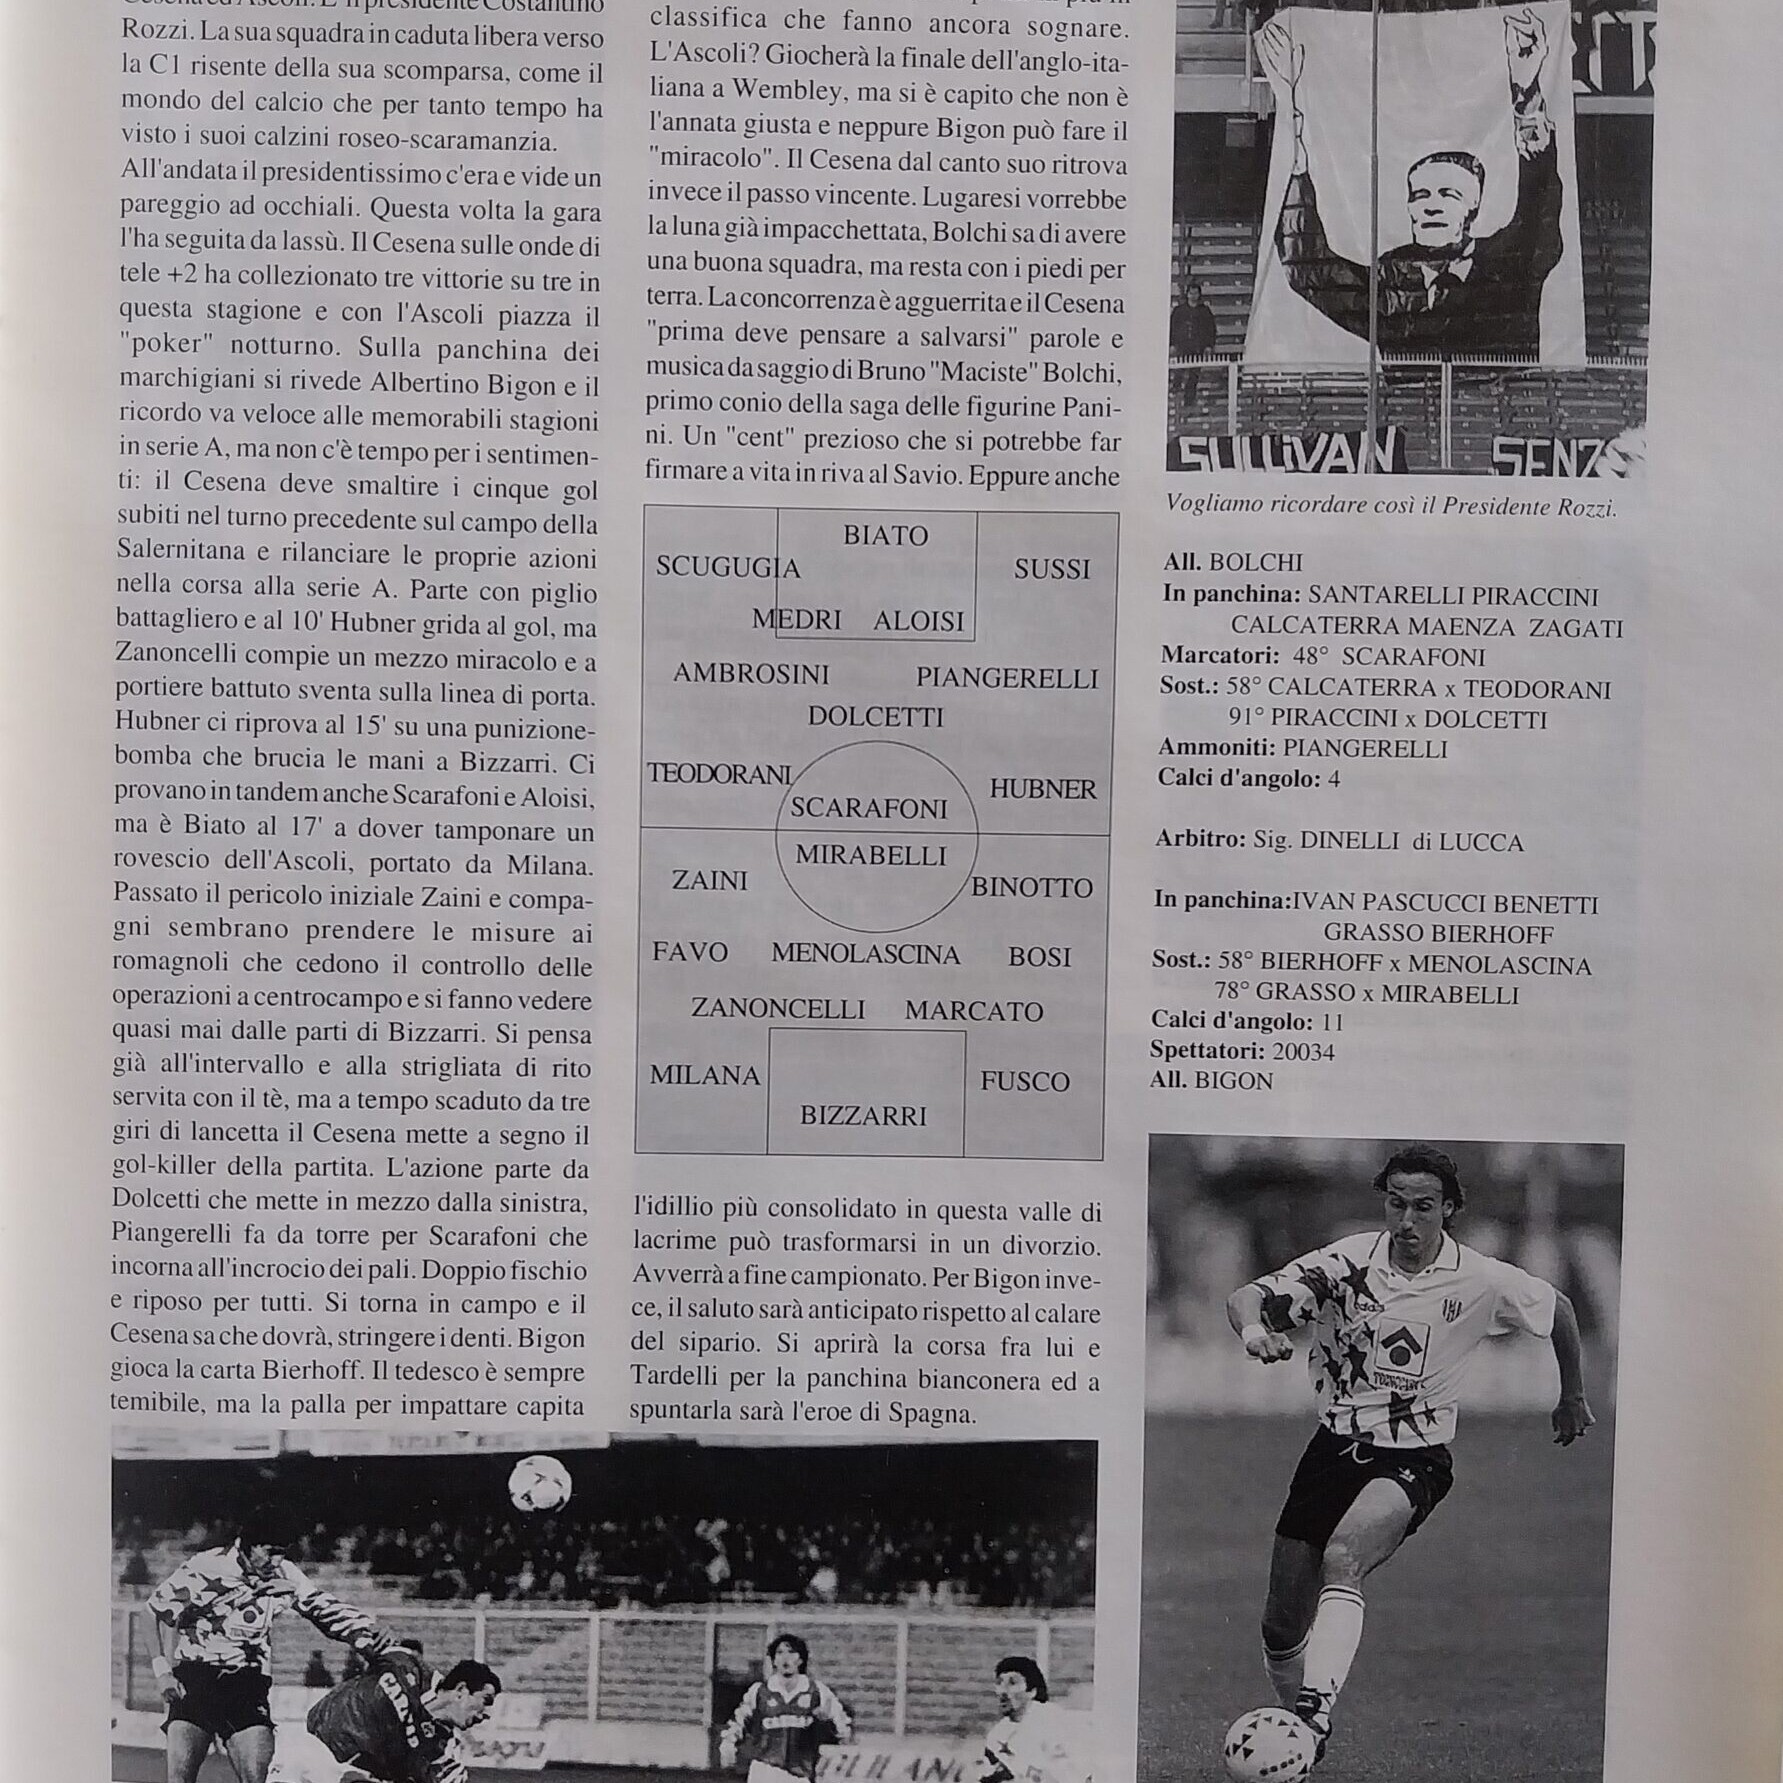 Rozzi. La sua squadra in caduta libera verso
la C1 risente della sua scomparsa, come il
mondo del calcio che per tanto tempo ha
visto i suoi calzini roseo-scaramanzia.
All'andata il presidentissimo c'era e vide un
pareggio ad occhiali. Questa volta la gara
l'ha seguita da lassù. Il Cesena sulle onde di
tele +2 ha collezionato tre vittorie su tre in
questa stagione e con l'Ascoli piazza il
"poker" notturno. Sulla panchina dei
marchigiani si rivede Albertino Bigon e il
ricordo va veloce alle memorabili stagioni
in serie A, ma non c'è tempo per i sentimen-
ti: il Cesena deve smaltire i cinque gol
subiti nel turno precedente sul campo della
Salernitana e rilanciare le proprie azioni
nella corsa alla serie A. Parte con piglio
battagliero e al 10' Hubner grida al gol, ma
Zanoncelli compie un mezzo miracolo e a
portiere battuto sventa sulla linea di porta.
Hubner ci riprova al 15' su una punizione-
bomba che brucia le mani a Bizzarri. Ci
provano in tandem anche Scarafoni e Aloisi,
ma è Biato al 17' a dover tamponare un
rovescio dell'Ascoli, portato da Milana.
Passato il pericolo iniziale Zaini e compa-
gni sembrano prendere le misure ai
romagnoli che cedono il controllo delle
operazioni a centrocampo e si fanno vedere
quasi mai dalle parti di Bizzarri. Si pensa
già all'intervallo e alla strigliata di rito
servita con il tè, ma a tempo scaduto da tre
giri di lancetta il Cesena mette a segno il
gol-killer della partita. L'azione parte da
Dolcetti che mette in mezzo dalla sinistra,
Piangerelli fa da torre per Scarafoni che
incorna all'incrocio dei pali. Doppio fischio
e riposo per tutti. Si torna in campo e il
Cesena sa che dovrà, stringere i denti. Bigon
gioca la carta Bierhoff. Il tedesco è sempre
temibile, ma la palla per impattare capita
classifica che fanno ancora sognare.
L'Ascoli? Giocherà la finale dell'anglo-ita-
liana a Wembley, ma si è capito che non è
l'annata giusta e neppure Bigon può fare il
"miracolo". Il Cesena dal canto suo ritrova
invece il passo vincente. Lugaresi vorrebbe
la luna già impacchettata, Bolchi sa di avere
una buona squadra, ma resta con i piedi per
terra. La concorrenza è agguerrita e il Cesena
"prima deve pensare a salvarsi" parole e
musica da saggio di Bruno "Maciste" Bolchi,
primo conio della saga delle figurine Pani-
ni. Un "cent" prezioso che si potrebbe far
firmare a vita in riva al Savio. Eppure anche
BIATO
SCUGUGIA SUSSI
MEDRI ALOISI
AMBROSINI PIANGERELLI
DOLCETTI
TEODORANI HUBNER
SCARAFONI
MIRABELLI
ZAINI BINOTTO
FAVO MENOLASCINA BOSI
ZANONCELLI MARCATO
MILANA FUSCO
BIZZARRI
l'idillio più consolidato in questa valle di
lacrime può trasformarsi in un divorzio.
Avverrà a fine campionato. Per Bigon inve-
ce, il saluto sarà anticipato rispetto al calare
del sipario. Si aprirà la corsa fra lui e
Tardelli per la panchina bianconera ed a
spuntarla sarà l'eroe di Spagna.
SULLIVAN SENZ
Vogliamo ricordare così il Presidente Rozzi.
All. BOLCHI
In panchina: SANTARELLI PIRACCINI
CALCATERRA MAENZA ZAGATI
Marcatori: 48° SCARAFONI
Sost.: 58° CALCATERRA x TEODORANI
91° PIRACCINI x DOLCETTI
Ammoniti: PIANGERELLI
Calci d'angolo: 4
Arbitro: Sig. DINELLI di LUCCA
In panchina:IVAN PASCUCCI BENETTI
GRASSO BIERHOFF
Sost.: 58° BIERHOFF x MENOLASCINA
78° GRASSO x MIRABELLI
Calci d'angolo: 11
Spettatori: 20034
All. BIGON